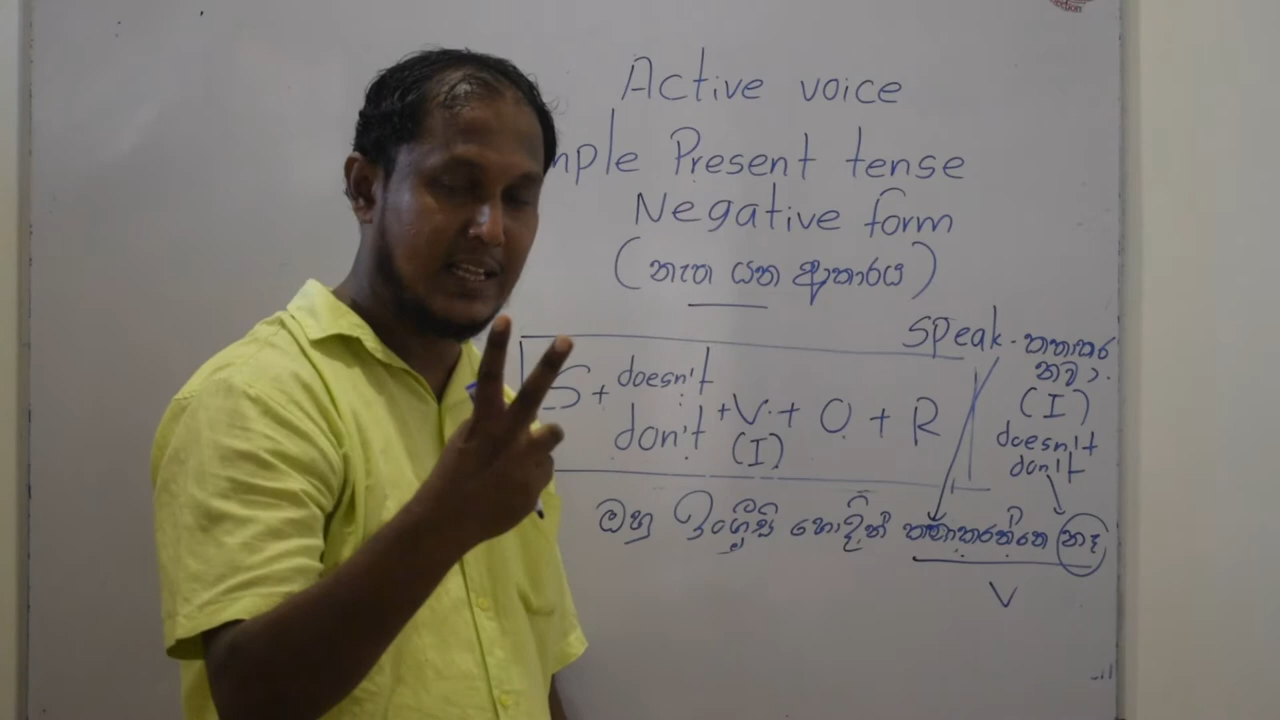 Active voice
mple Present tense
Negative form
(නැත යන ආකාරය)
Speak - කතාකර
නවා.
(I)
doesn't
don't
S + doesn't
don't + V + O + R
(I)
ඔහු ඉංග්‍රීසි හොදින් කතාකරන්නෙ නෑ
V